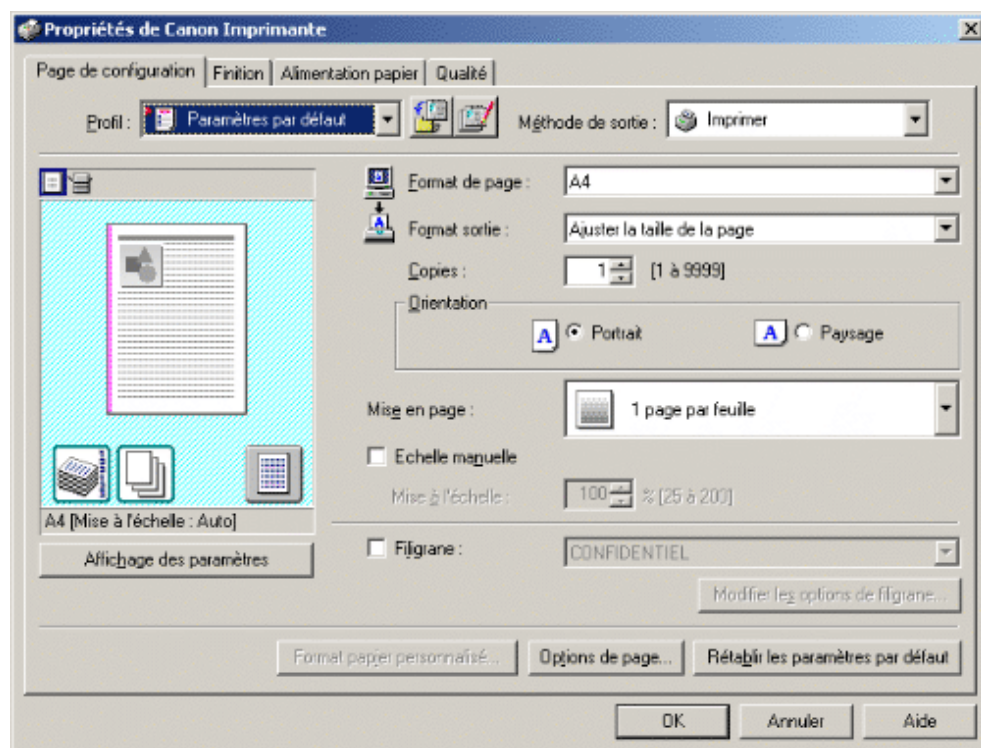 Propriétés de Canon Imprimante
Page de configuration Finition Alimentation papier Qualité
Profil : Paramètres par défaut Méthode de sortie : Imprimer
Format de page : A4
Format sortie : Ajuster la taille de la page
Copies : 1 [1 à 9999]
Orientation
A Portrait A Paysage
Mise en page : 1 page par feuille
Echelle manuelle
Mise à l'échelle : 100 % [25 à 200]
A4 [Mise à l'échelle : Auto]
Affichage des paramètres
Filigrane : CONFIDENTIEL
Modifier les options de filigrane...
Format papier personnalisé... Options de page... Rétablir les paramètres par défaut
OK Annuler Aide